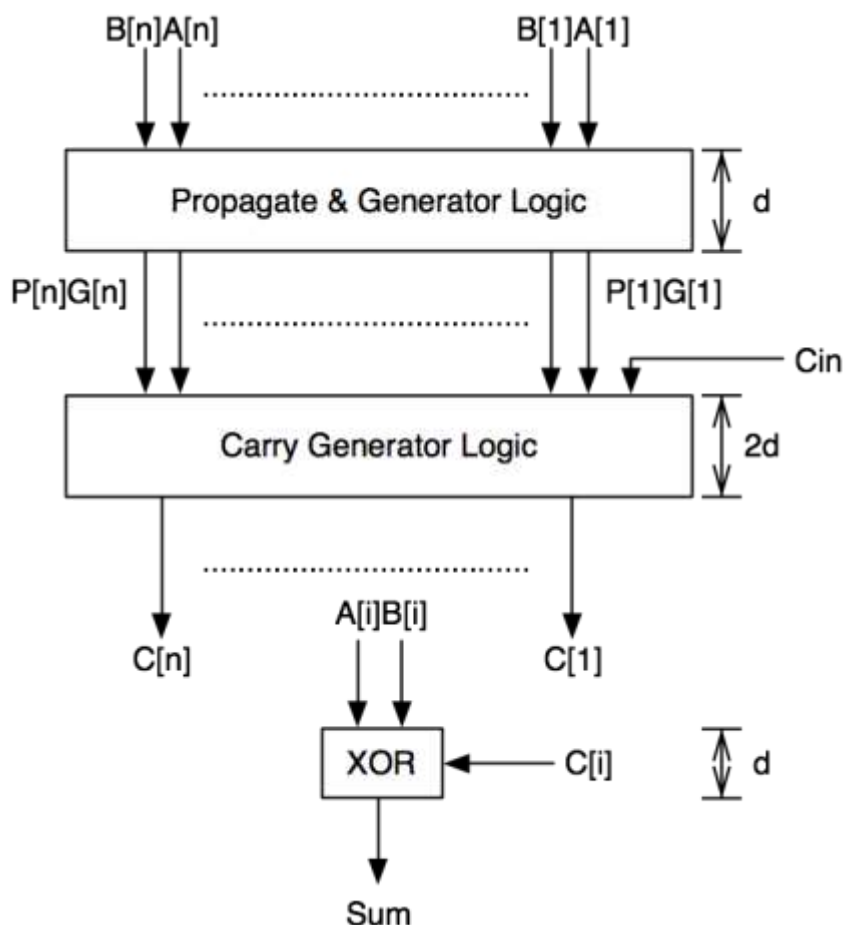 B[n]A[n] B[1]A[1]
Propagate & Generator Logic d
P[n]G[n] P[1]G[1]
Cin
Carry Generator Logic 2d
C[n] C[1]
A[i]B[i]
XOR C[i] d
Sum